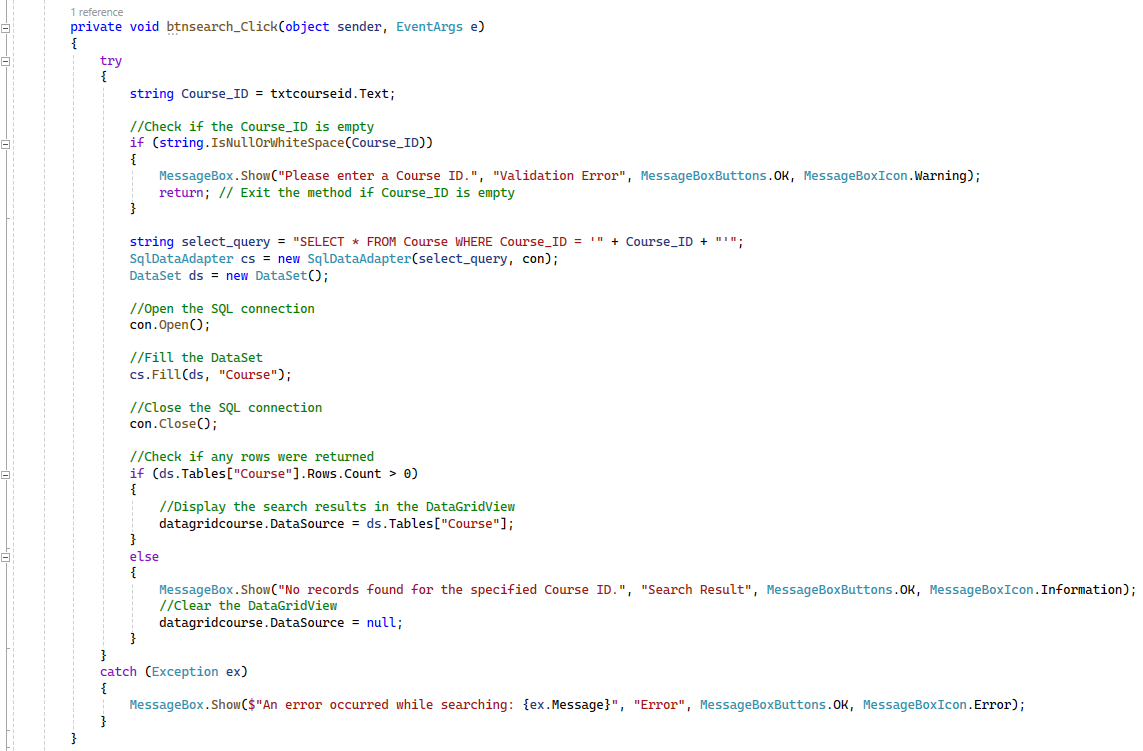 1 reference
private void btnsearch_Click(object sender, EventArgs e)
{
try
{
string Course_ID = txtcourseid.Text;
//Check if the Course_ID is empty
if (string.IsNullOrWhiteSpace(Course_ID))
{
MessageBox.Show("Please enter a Course ID.", "Validation Error", MessageBoxButtons.OK, MessageBoxIcon.Warning);
return; // Exit the method if Course_ID is empty
}
string select_query = "SELECT * FROM Course WHERE Course_ID = '" + Course_ID + "'";
SqlDataAdapter cs = new SqlDataAdapter(select_query, con);
DataSet ds = new DataSet();
//Open the SQL connection
con.Open();
//Fill the DataSet
cs.Fill(ds, "Course");
//Close the SQL connection
con.Close();
//Check if any rows were returned
if (ds.Tables["Course"].Rows.Count > 0)
{
//Display the search results in the DataGridView
datagridcourse.DataSource = ds.Tables["Course"];
}
else
{
MessageBox.Show("No records found for the specified Course ID.", "Search Result", MessageBoxButtons.OK, MessageBoxIcon.Information);
//Clear the DataGridView
datagridcourse.DataSource = null;
}
}
catch (Exception ex)
{
MessageBox.Show($"An error occurred while searching: {ex.Message}", "Error", MessageBoxButtons.OK, MessageBoxIcon.Error);
}
}